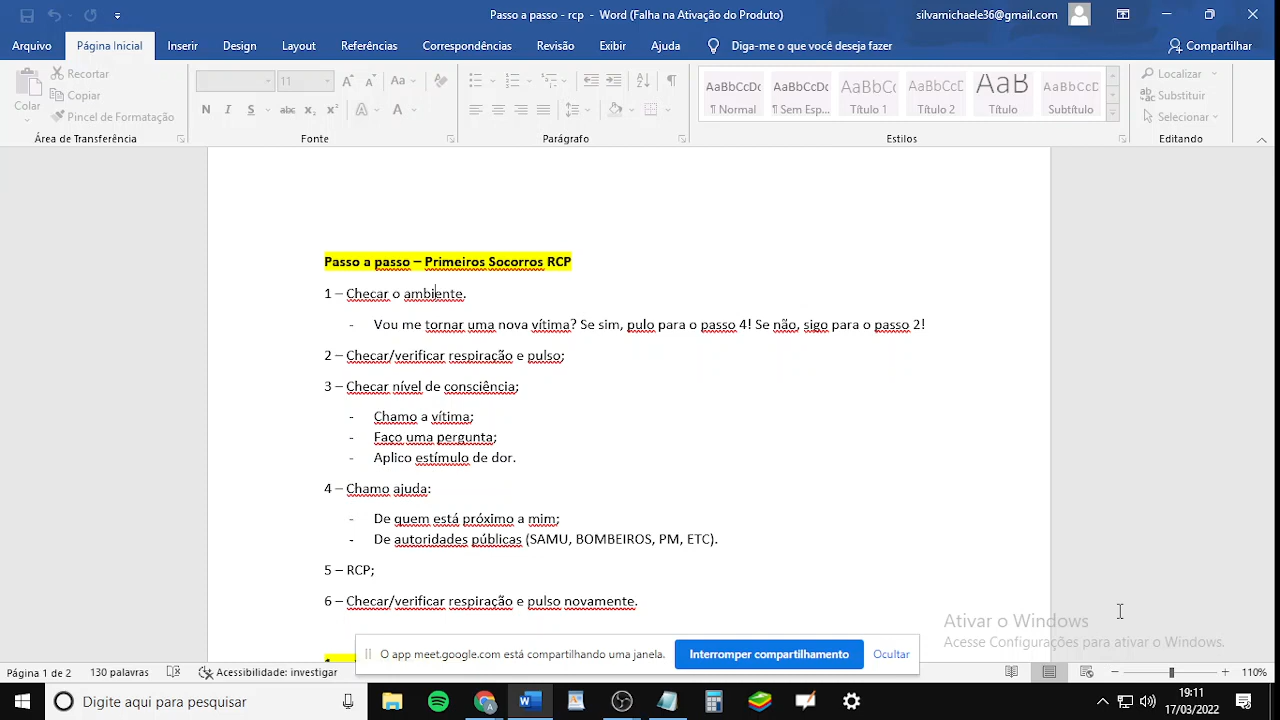 Passo a passo - rcp - Word (Falha na Ativação do Produto)
silvamichaele36@gmail.com
Arquivo Página Inicial Inserir Design Layout Referências Correspondências Revisão Exibir Ajuda Diga-me o que você deseja fazer Compartilhar
Colar
Recortar
Copiar
Pincel de Formatação
Área de Transferência
11
Aa
N I S abc x₂ x² A A
Fonte
Parágrafo
AaBbCcDc AaBbCcDc AaBbCc AaBbCcD AaB AaBbCcD
¶ Normal ¶ Sem Esp... Título 1 Título 2 Título Subtítulo
Estilos
Localizar
Substituir
Selecionar
Editando
Passo a passo – Primeiros Socorros RCP
1 – Checar o ambiente.
- Vou me tornar uma nova vítima? Se sim, pulo para o passo 4! Se não, sigo para o passo 2!
2 – Checar/verificar respiração e pulso;
3 – Checar nível de consciência;
- Chamo a vítima;
- Faço uma pergunta;
- Aplico estímulo de dor.
4 – Chamo ajuda:
- De quem está próximo a mim;
- De autoridades públicas (SAMU, BOMBEIROS, PM, ETC).
5 – RCP;
6 – Checar/verificar respiração e pulso novamente.
Ativar o Windows
Acesse Configurações para ativar o Windows.
O app meet.google.com está compartilhando uma janela. Interromper compartilhamento Ocultar
Página 1 de 2 130 palavras Acessibilidade: investigar 110%
Digite aqui para pesquisar
19:11
17/03/2022